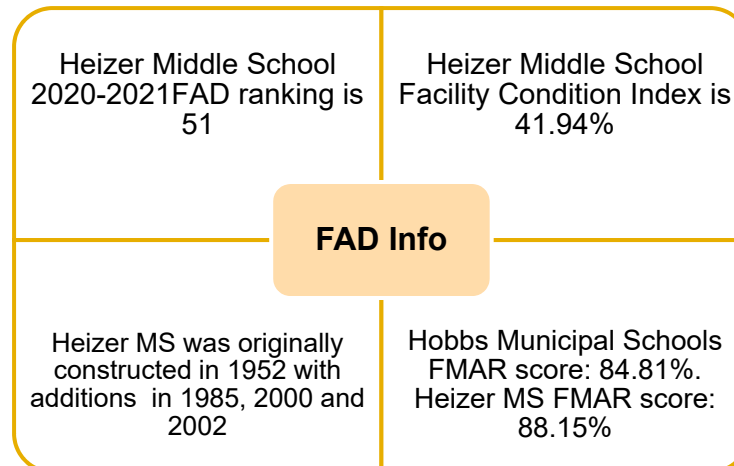 Heizer Middle School
2020-2021FAD ranking is
51
Heizer Middle School
Facility Condition Index is
41.94%
FAD Info
Heizer MS was originally
constructed in 1952 with
additions  in 1985, 2000 and
2002
Hobbs Municipal Schools
FMAR score: 84.81%.
Heizer MS FMAR score:
88.15%